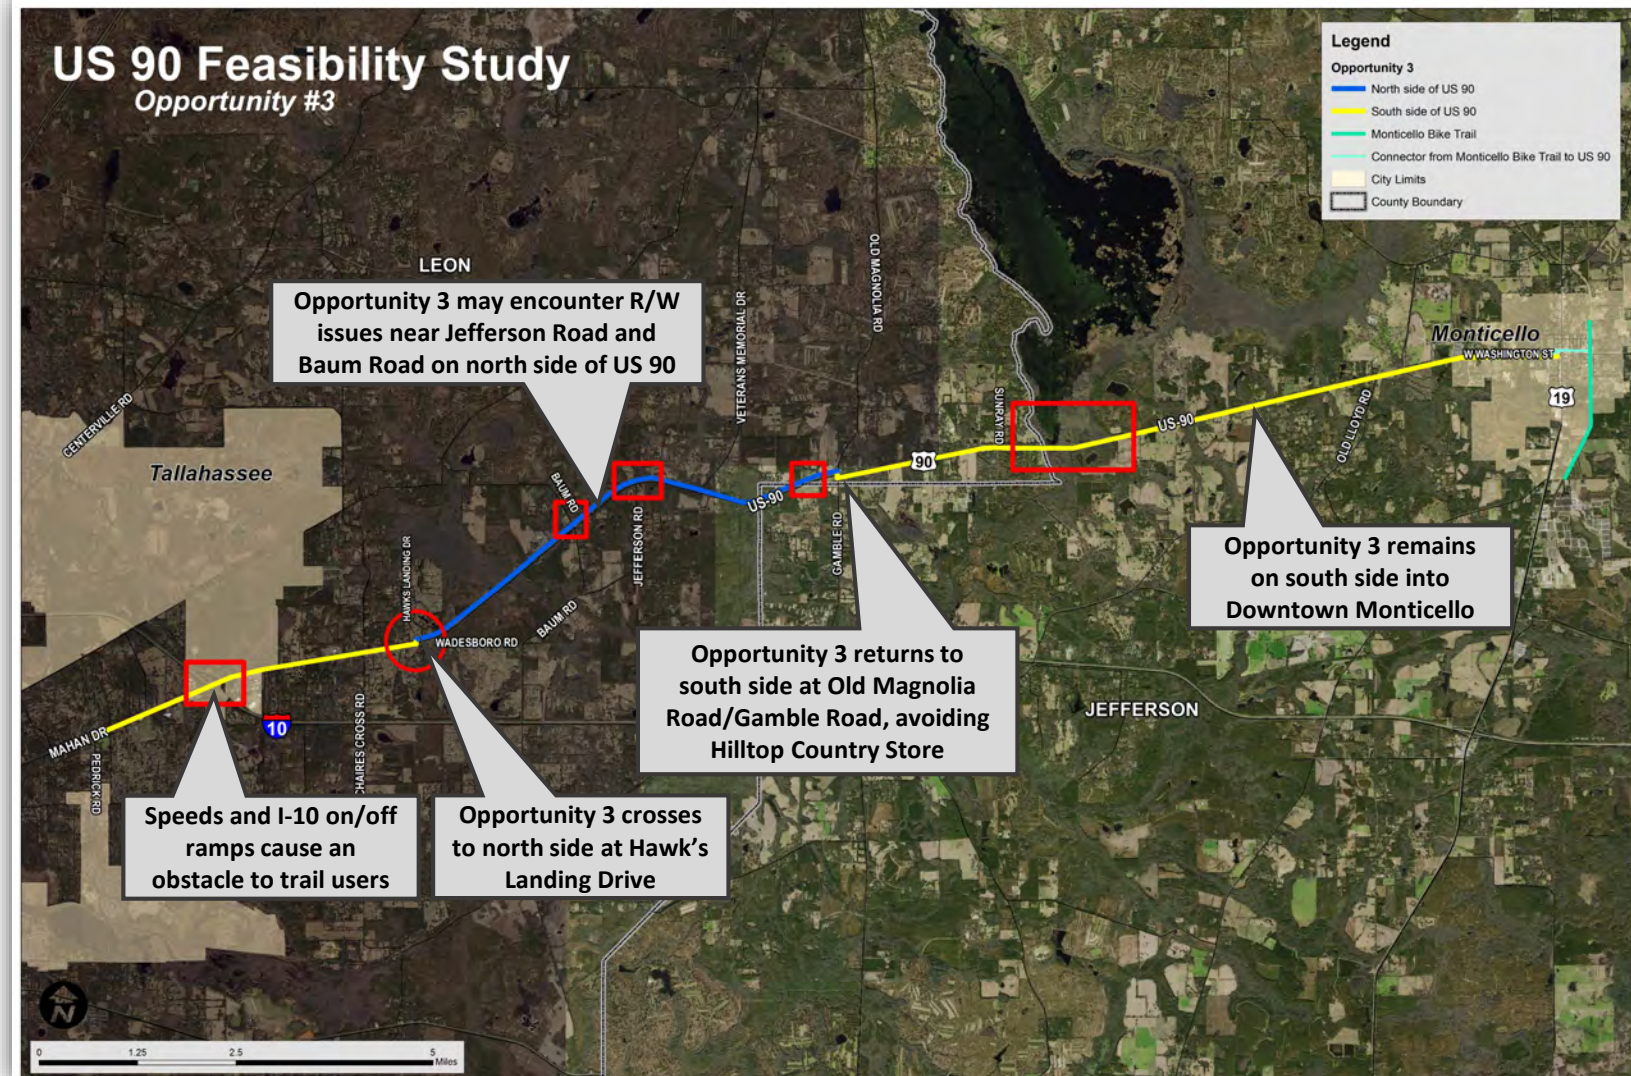 US 90 Feasibility Study
Opportunity #3
Legend
Opportunity 3
North side of US 90
South side of US 90
Monticello Bike Trail
Connector from Monticello Bike Trail to US 90
City Limits
County Boundary
LEON
Opportunity 3 may encounter R/W
issues near Jefferson Road and
Baum Road on north side of US 90
VETERANS MEMORIAL DR
OLD MAGNOLIA RD
Monticello
W WASHINGTON ST
19
CENTERVILLE RD
Tallahassee
SUNRAY RD
US-90
OLD LLOYD RD
90
BAUM RD
JEFFERSON RD
US-90
GAMBLE RD
HAWKS LANDING DR
BAUM RD
WADESBORO RD
Opportunity 3 remains
on south side into
Downtown Monticello
Opportunity 3 returns to
south side at Old Magnolia
Road/Gamble Road, avoiding
Hilltop Country Store
JEFFERSON
MAHAN DR
10
CHAIRES CROSS RD
PEDRICK RD
Speeds and I-10 on/off
ramps cause an
obstacle to trail users
Opportunity 3 crosses
to north side at Hawk's
Landing Drive
N
0 1.25 2.5 5
Miles